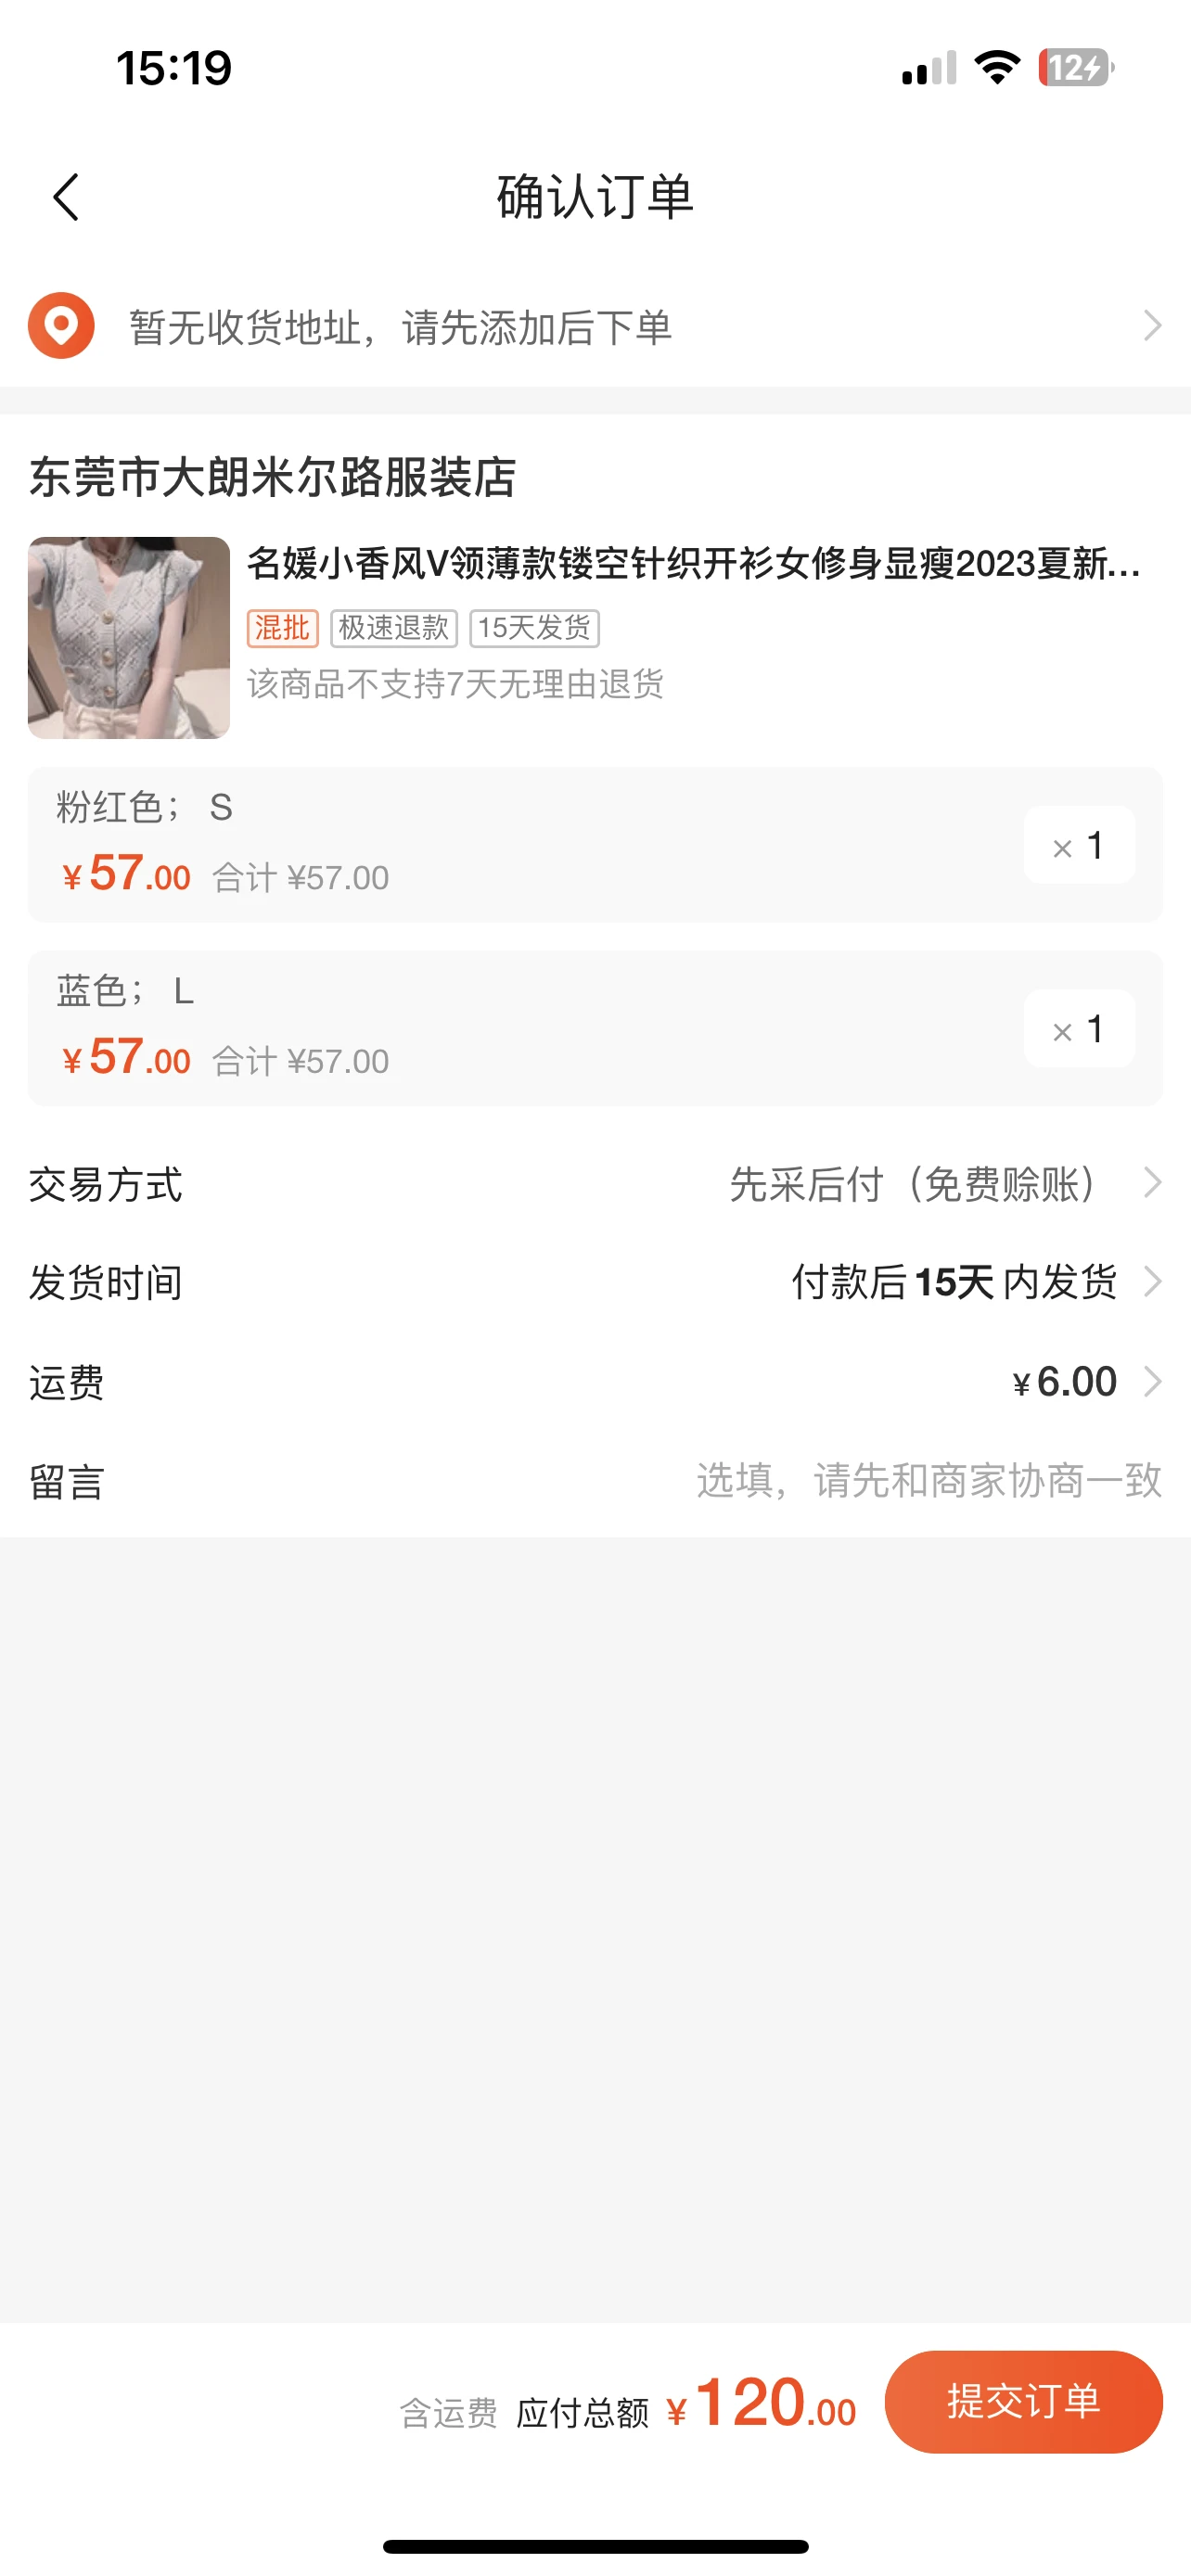 15:19
12
确认订单
暂无收货地址，请先添加后下单
东莞市大朗米尔路服装店
名媛小香风V领薄款镂空针织开衫女修身显瘦2023夏新...
混批 极速退款 15天发货
该商品不支持7天无理由退货
粉红色； S
¥57.00 合计 ¥57.00
× 1
蓝色； L
¥57.00 合计 ¥57.00
× 1
交易方式 先采后付（免费赊账）
发货时间 付款后15天内发货
运费 ¥6.00
留言 选填，请先和商家协商一致
含运费 应付总额 ¥120.00 提交订单